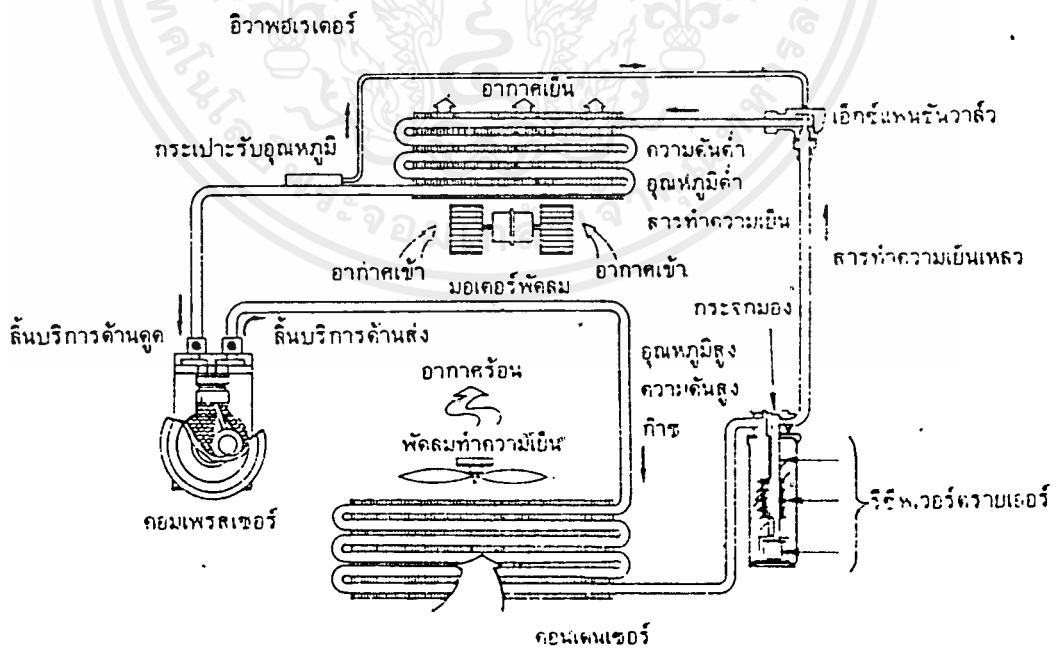 อีวาพอเรเตอร์
อากาศเย็น
เอ็กซ์แพนชันวาล์ว
กระเปาะรับอุณหภูมิ
ความดันต่ำ
อุณหภูมิต่ำ
สารทำความเย็น
สารทำความเย็นเหลว
อากาศเข้า
อากาศเข้า
มอเตอร์พัดลม
กระจกมอง
ลิ้นบริการด้านดูด
ลิ้นบริการด้านส่ง
อุณหภูมิสูง
ความดันสูง
ก๊าซ
อากาศร้อน
พัดลมทำความเย็น
รีซีฟเวอร์ดรายเออร์
คอมเพรสเซอร์
คอนเดนเซอร์